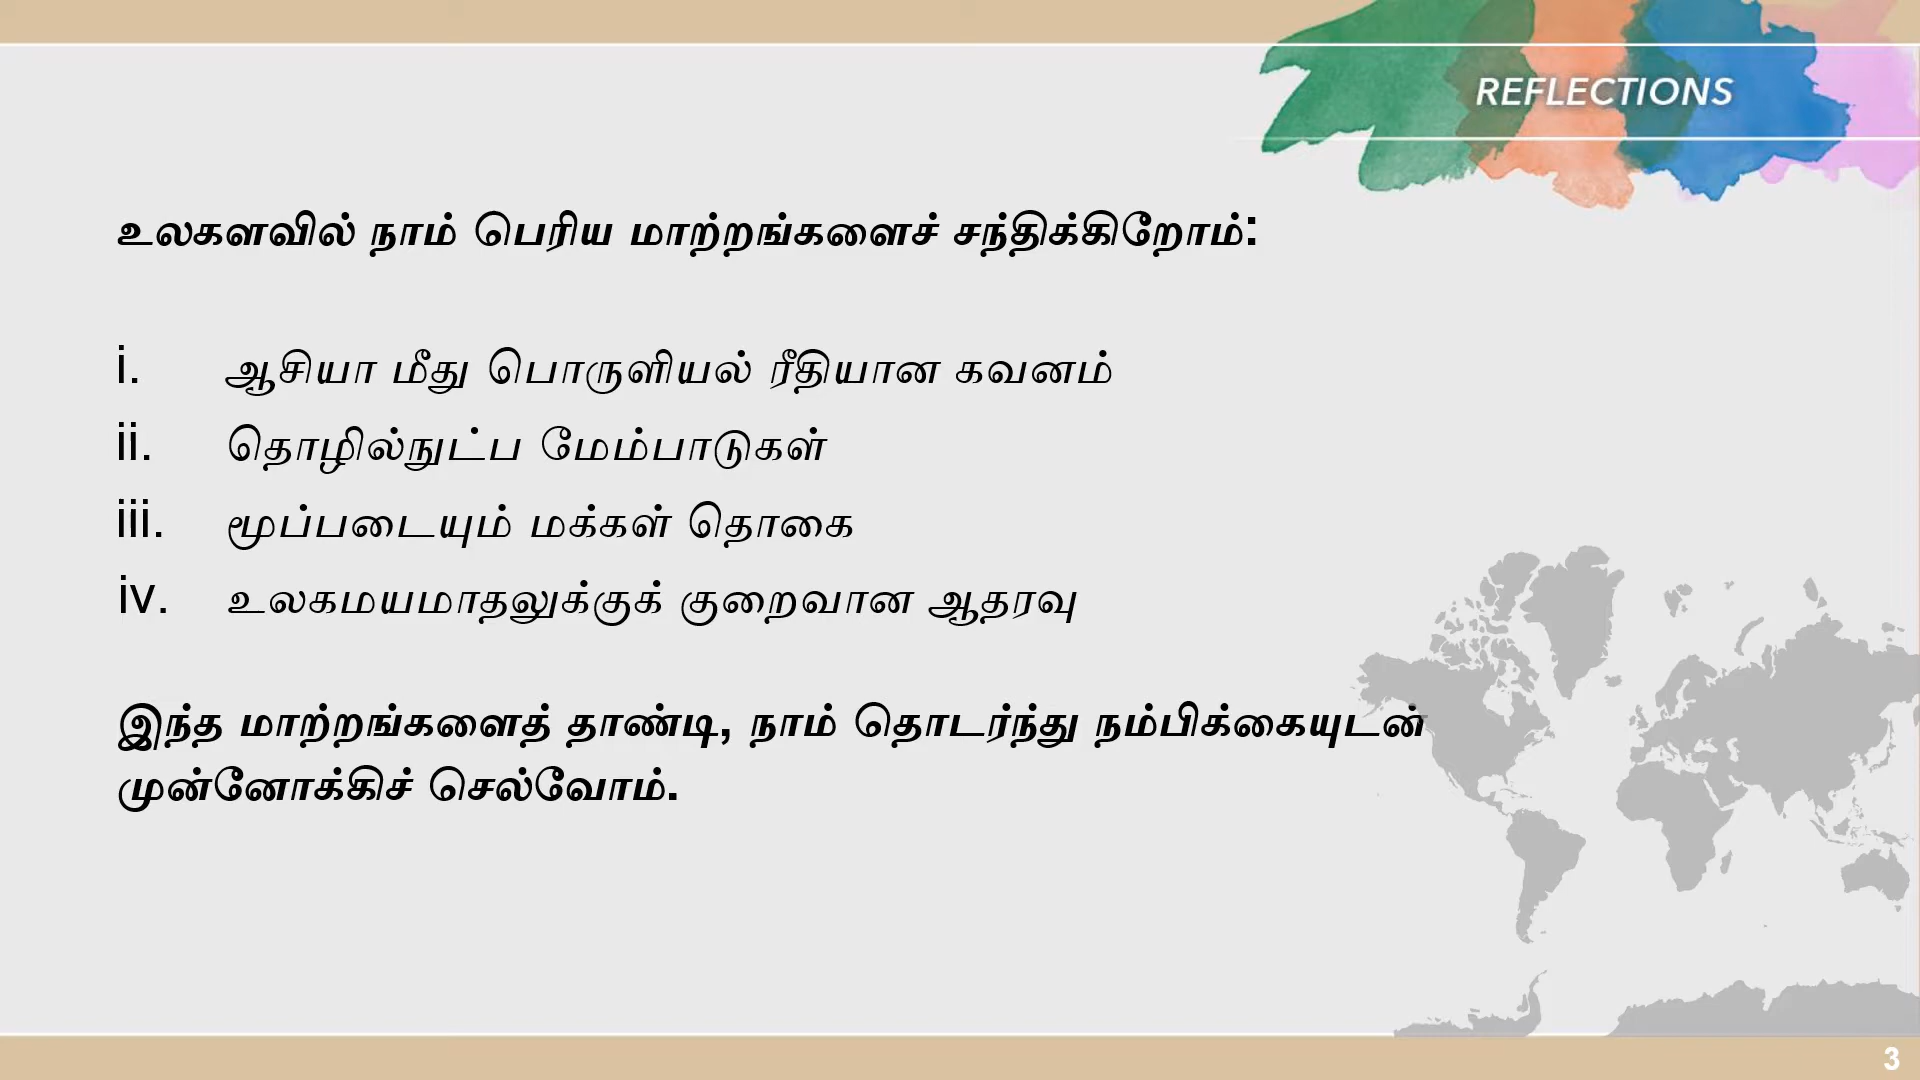 REFLECTIONS
உலகளவில் நாம் பெரிய மாற்றங்களைச் சந்திக்கிறோம்:
i. ஆசியா மீது பொருளியல் ரீதியான கவனம்
ii. தொழில்நுட்ப மேம்பாடுகள்
iii. மூப்படையும் மக்கள் தொகை
iv. உலகமயமாதலுக்குக் குறைவான ஆதரவு
இந்த மாற்றங்களைத் தாண்டி, நாம் தொடர்ந்து நம்பிக்கையுடன்
முன்னோக்கிச் செல்வோம்.
3